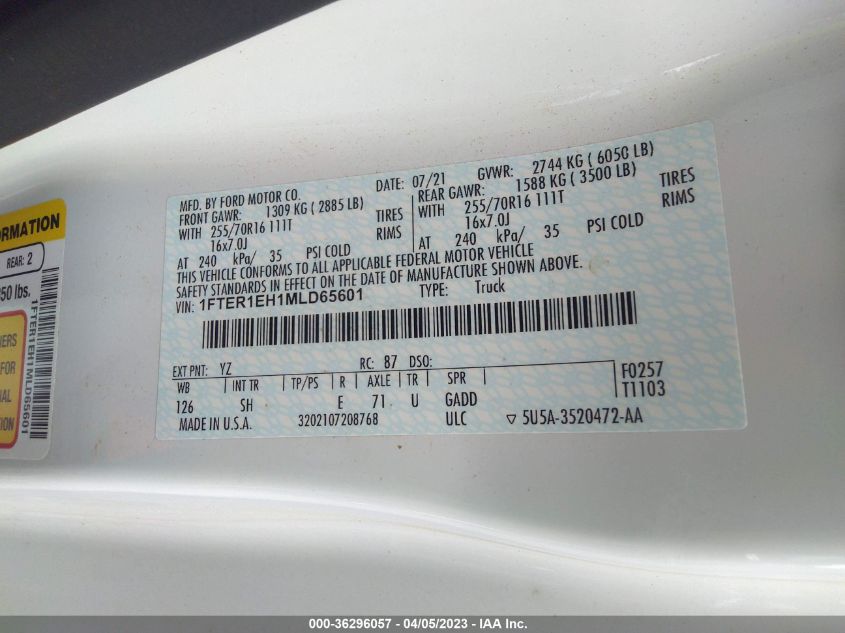 ORMATION
REAR: 2
50 lbs.
IERS
FOR
NAL
TION
1FTER1EH1MLD65601
MFD. BY FORD MOTOR CO.
DATE: 07/21 GVWR: 2744 KG ( 6050 LB)
FRONT GAWR: 1309 KG ( 2885 LB)
REAR GAWR: 1588 KG ( 3500 LB)
WITH 255/70R16 111T TIRES
WITH 255/70R16 111T TIRES
16x7.0J RIMS
16x7.0J RIMS
AT 240 kPa/ 35 PSI COLD
AT 240 kPa/ 35 PSI COLD
THIS VEHICLE CONFORMS TO ALL APPLICABLE FEDERAL MOTOR VEHICLE
SAFETY STANDARDS IN EFFECT ON THE DATE OF MANUFACTURE SHOWN ABOVE.
VIN: 1FTER1EH1MLD65601 TYPE: Truck
EXT PNT: YZ RC: 87 DSO:
WB INT TR TP/PS R AXLE TR SPR
126 SH E 71 U GADD
F0257
T1103
MADE IN U.S.A. 3202107208768 ULC ▽ 5U5A-3520472-AA
000-36296057 - 04/05/2023 - IAA Inc.